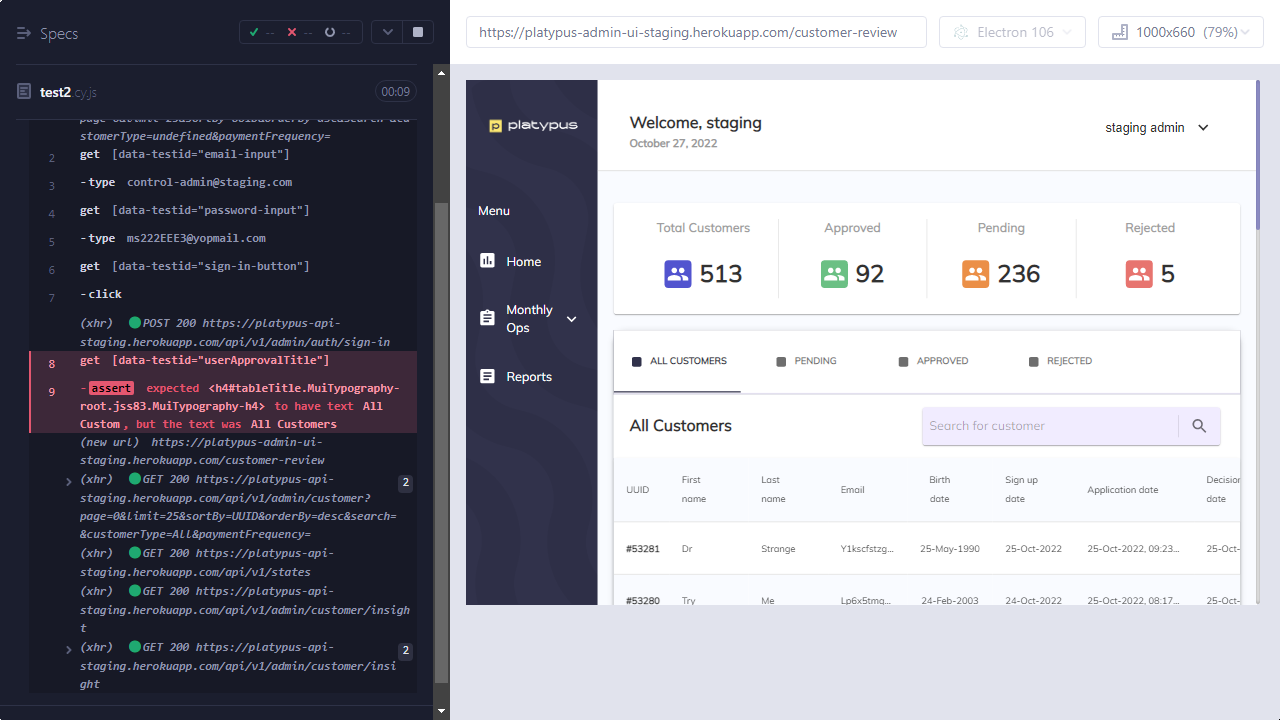 Specs
-- -- --
test2.cy.js
00:09
stomerType=undefined&paymentFrequency=
2 get [data-testid="email-input"]
3 -type control-admin@staging.com
4 get [data-testid="password-input"]
5 -type ms222EEE3@yopmail.com
6 get [data-testid="sign-in-button"]
7 -click
(xhr) POST 200 https://platypus-api-
staging.herokuapp.com/api/v1/admin/auth/sign-in
8 get [data-testid="userApprovalTitle"]
9 -assert expected <h4#tableTitle.MuiTypography-
root.jss83.MuiTypography-h4> to have text All
Custom, but the text was All Customers
(new url) https://platypus-admin-ui-
staging.herokuapp.com/customer-review
(xhr) GET 200 https://platypus-api- 2
staging.herokuapp.com/api/v1/admin/customer?
page=0&limit=25&sortBy=UUID&orderBy=desc&search=
&customerType=All&paymentFrequency=
(xhr) GET 200 https://platypus-api-
staging.herokuapp.com/api/v1/states
(xhr) GET 200 https://platypus-api-
staging.herokuapp.com/api/v1/admin/customer/insigh
t
(xhr) GET 200 https://platypus-api- 2
staging.herokuapp.com/api/v1/admin/customer/insi
ght
https://platypus-admin-ui-staging.herokuapp.com/customer-review
Electron 106
1000x660 (79%)
platypus
Menu
Home
Monthly
Ops
Reports
Welcome, staging
October 27, 2022
staging admin
Total Customers Approved Pending Rejected
513 92 236 5
ALL CUSTOMERS PENDING APPROVED REJECTED
All Customers
Search for customer
UUID First name Last name Email Birth date Sign up date Application date Decision date
#53281 Dr Strange Y1kscfstzg... 25-May-1990 25-Oct-2022 25-Oct-2022, 09:23... 25-Oct-
#53280 Try Me Lp6x5tmq... 24-Feb-2003 24-Oct-2022 25-Oct-2022, 08:17... 25-Oct-